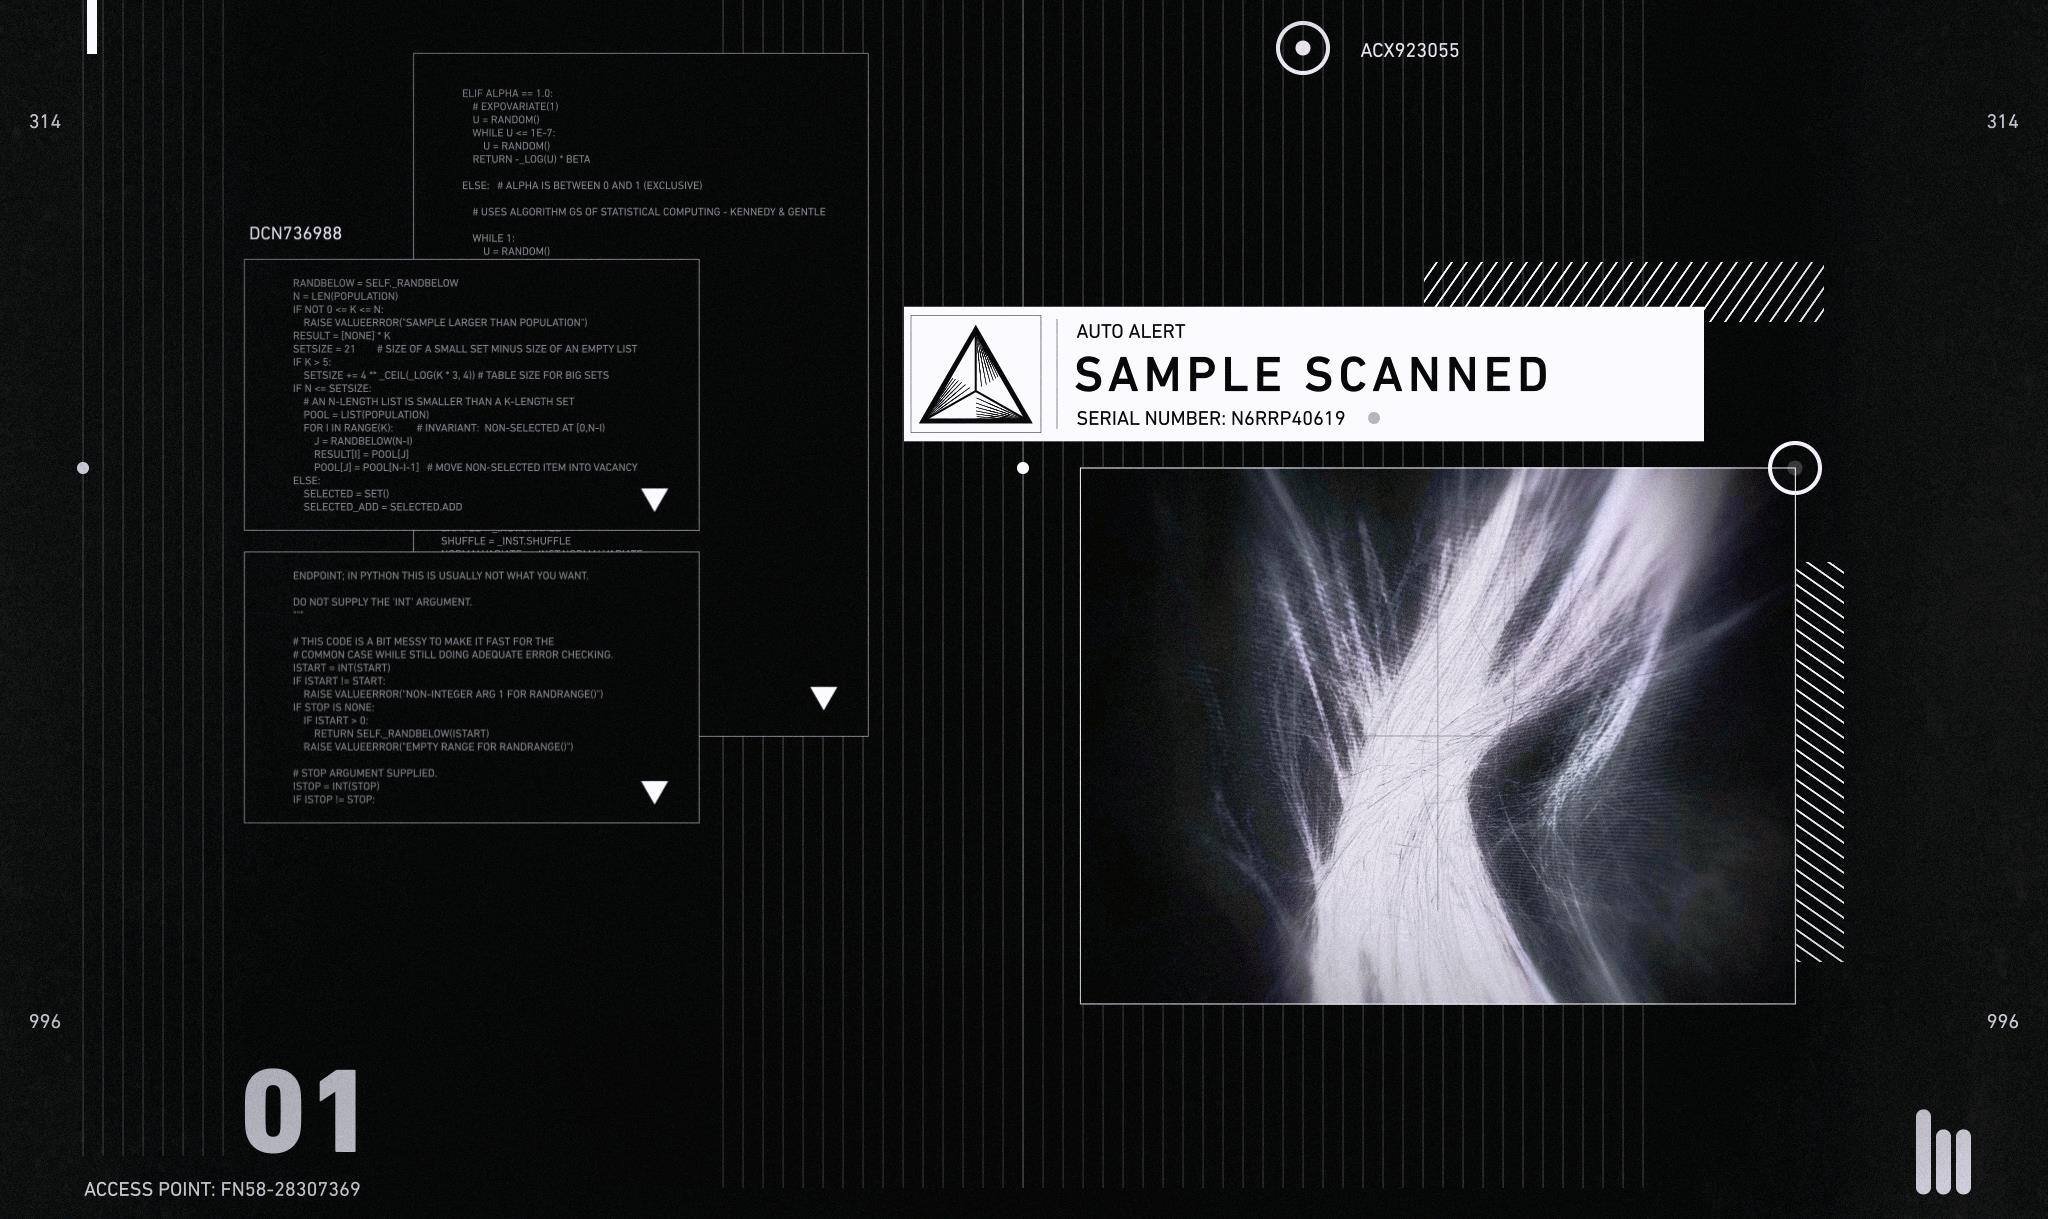 ACX923055
314
314
ELIF ALPHA == 1.0:
# EXPOVARIATE(1)
U = RANDOM()
WHILE U <= 1E-7:
U = RANDOM()
RETURN -_LOG(U) * BETA
ELSE: # ALPHA IS BETWEEN 0 AND 1 (EXCLUSIVE)
# USES ALGORITHM GS OF STATISTICAL COMPUTING - KENNEDY & GENTLE
WHILE 1:
U = RANDOM()
DCN736988
RANDBELOW = SELF._RANDBELOW
N = LEN(POPULATION)
IF NOT 0 <= K <= N:
RAISE VALUEERROR("SAMPLE LARGER THAN POPULATION")
RESULT = [NONE] * K
SETSIZE = 21 # SIZE OF A SMALL SET MINUS SIZE OF AN EMPTY LIST
IF K > 5:
SETSIZE += 4 ** _CEIL(_LOG(K * 3, 4)) # TABLE SIZE FOR BIG SETS
IF N <= SETSIZE:
# AN N-LENGTH LIST IS SMALLER THAN A K-LENGTH SET
POOL = LIST(POPULATION)
FOR I IN RANGE(K): # INVARIANT: NON-SELECTED AT [0,N-I)
J = RANDBELOW(N-I)
RESULT[I] = POOL[J]
POOL[J] = POOL[N-I-1] # MOVE NON-SELECTED ITEM INTO VACANCY
ELSE:
SELECTED = SET()
SELECTED_ADD = SELECTED.ADD
SHUFFLE = _INST.SHUFFLE
ENDPOINT; IN PYTHON THIS IS USUALLY NOT WHAT YOU WANT.
DO NOT SUPPLY THE 'INT' ARGUMENT.
"""
# THIS CODE IS A BIT MESSY TO MAKE IT FAST FOR THE
# COMMON CASE WHILE STILL DOING ADEQUATE ERROR CHECKING.
ISTART = INT(START)
IF ISTART != START:
RAISE VALUEERROR("NON-INTEGER ARG 1 FOR RANDRANGE()")
IF STOP IS NONE:
IF ISTART > 0:
RETURN SELF._RANDBELOW(ISTART)
RAISE VALUEERROR("EMPTY RANGE FOR RANDRANGE()")
# STOP ARGUMENT SUPPLIED.
ISTOP = INT(STOP)
IF ISTOP != STOP:
AUTO ALERT
SAMPLE SCANNED
SERIAL NUMBER: N6RRP40619
996
996
01
ACCESS POINT: FN58-28307369